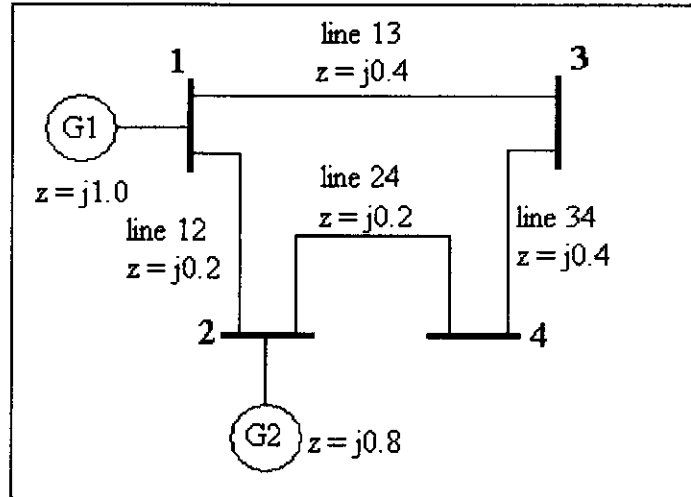 line 13
z = j0.4
1
3
G1
z = j1.0
line 12
z = j0.2
line 24
z = j0.2
line 34
z = j0.4
2
4
G2
z = j0.8